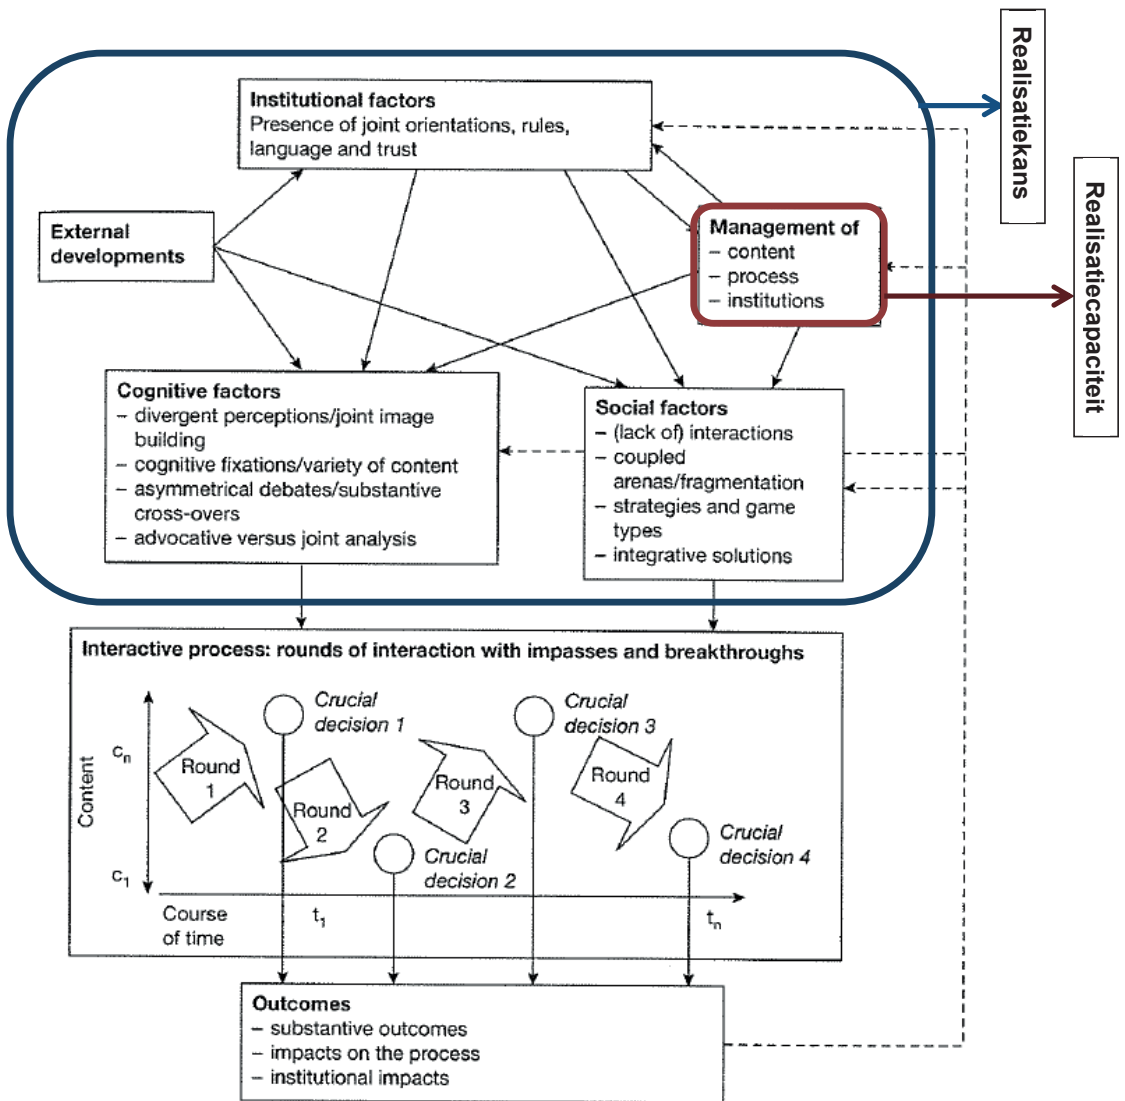 Realisatiekans
Realisatiecapaciteit
Institutional factors
Presence of joint orientations, rules,
language and trust
External
developments
Management of
– content
– process
– institutions
Cognitive factors
– divergent perceptions/joint image
building
– cognitive fixations/variety of content
– asymmetrical debates/substantive
cross-overs
– advocative versus joint analysis
Social factors
– (lack of) interactions
– coupled
arenas/fragmentation
– strategies and game
types
– integrative solutions
Interactive process: rounds of interaction with impasses and breakthroughs
Content
cn
c1
Round
1
Crucial
decision 1
Round
2
Crucial
decision 2
Round
3
Crucial
decision 3
Round
4
Crucial
decision 4
Course
of time
t1
tn
Outcomes
– substantive outcomes
– impacts on the process
– institutional impacts